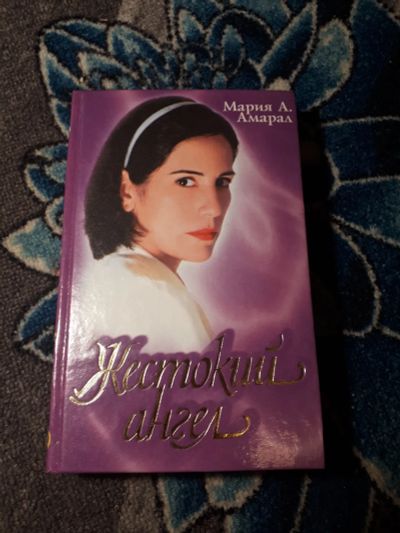 Мария А.
Амарал
Жестокий
ангел